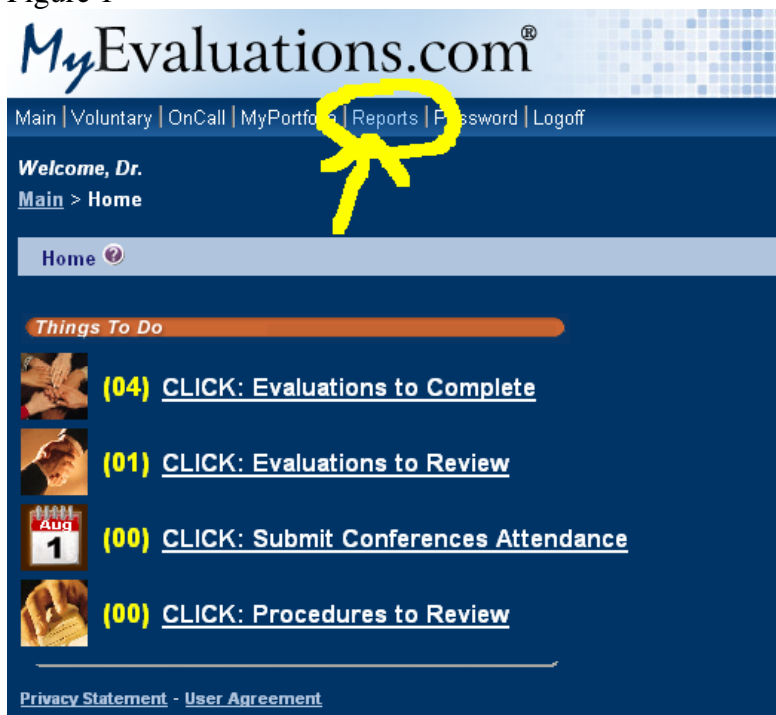 Figure 1
MyEvaluations.com®
Main | Voluntary | OnCall | MyPortfolio | Reports | Password | Logoff
Welcome, Dr.
Main > Home
Home ?
Things To Do
(04) CLICK: Evaluations to Complete
(01) CLICK: Evaluations to Review
Aug
1
(00) CLICK: Submit Conferences Attendance
(00) CLICK: Procedures to Review
Privacy Statement - User Agreement